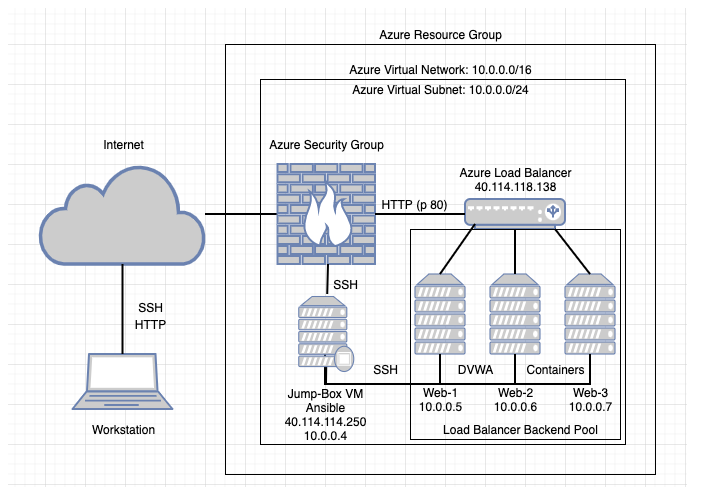 Azure Resource Group
Azure Virtual Network: 10.0.0.0/16
Azure Virtual Subnet: 10.0.0.0/24
Internet
Azure Security Group
Azure Load Balancer
40.114.118.138
HTTP (p 80)
SSH
SSH
HTTP
SSH
DVWA
Containers
Jump-Box VM
Ansible
40.114.114.250
10.0.0.4
Web-1
10.0.0.5
Web-2
10.0.0.6
Web-3
10.0.0.7
Workstation
Load Balancer Backend Pool